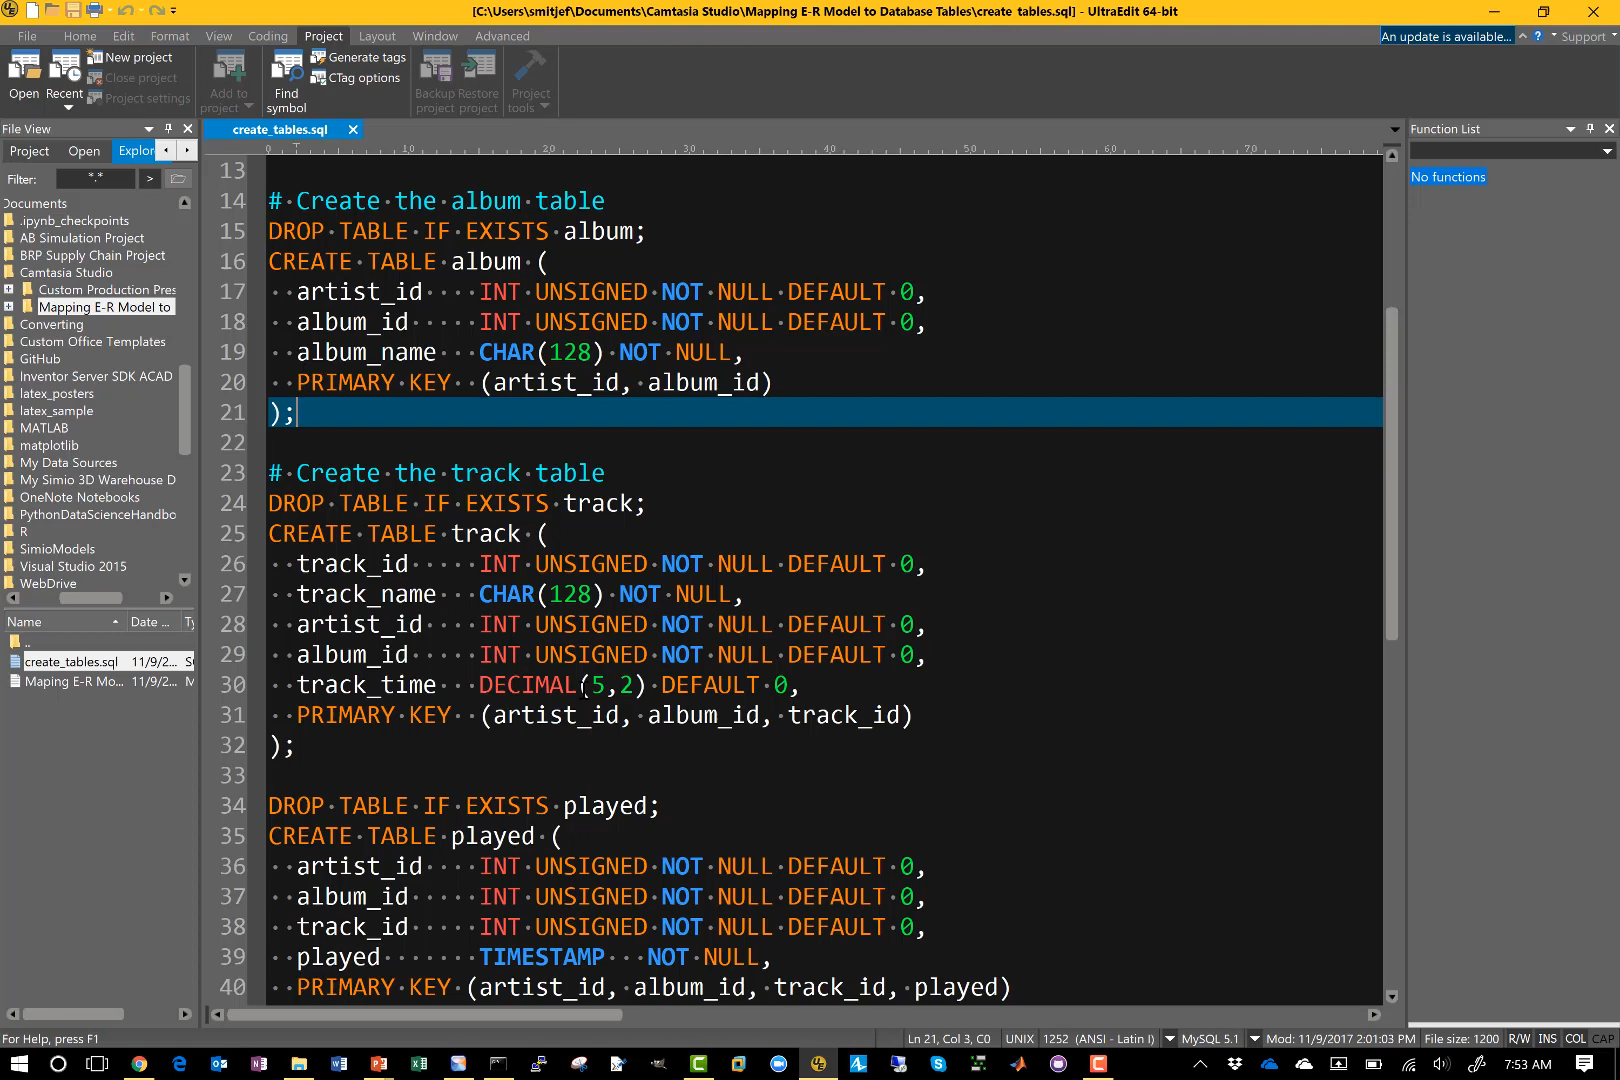 [C:\Users\smitjef\Documents\Camtasia Studio\Mapping E-R Model to Database Tables\create_tables.sql] - UltraEdit 64-bit
File Home Edit Format View Search Coding Project Layout Window Advanced
An update is available... ? Support
New project
Close project
Project settings
Generate tags
CTag options
Open Recent
Add to project
Find symbol
Backup project
Restore project
Project tools
File View
create_tables.sql
Function List
Project Open Explor
Filter: *.* >
No functions
Documents
.ipynb_checkpoints
AB Simulation Project
BRP Supply Chain Project
Camtasia Studio
Custom Production Pres
Mapping E-R Model to
Converting
Custom Office Templates
GitHub
Inventor Server SDK ACAD
latex_posters
latex_sample
MATLAB
matplotlib
My Data Sources
My Simio 3D Warehouse D
OneNote Notebooks
PythonDataScienceHandbo
R
SimioModels
Visual Studio 2015
WebDrive
Name Date ... Ty
..
create_tables.sql 11/9/2... S
Maping E-R Mo... 11/9/2... M
0 10 20 30 40 50 60 70
13
14 # Create the album table
15 DROP TABLE IF EXISTS album;
16 CREATE TABLE album (
17 artist_id INT UNSIGNED NOT NULL DEFAULT 0,
18 album_id INT UNSIGNED NOT NULL DEFAULT 0,
19 album_name CHAR(128) NOT NULL,
20 PRIMARY KEY (artist_id, album_id)
21 );
22
23 # Create the track table
24 DROP TABLE IF EXISTS track;
25 CREATE TABLE track (
26 track_id INT UNSIGNED NOT NULL DEFAULT 0,
27 track_name CHAR(128) NOT NULL,
28 artist_id INT UNSIGNED NOT NULL DEFAULT 0,
29 album_id INT UNSIGNED NOT NULL DEFAULT 0,
30 track_time DECIMAL(5,2) DEFAULT 0,
31 PRIMARY KEY (artist_id, album_id, track_id)
32 );
33
34 DROP TABLE IF EXISTS played;
35 CREATE TABLE played (
36 artist_id INT UNSIGNED NOT NULL DEFAULT 0,
37 album_id INT UNSIGNED NOT NULL DEFAULT 0,
38 track_id INT UNSIGNED NOT NULL DEFAULT 0,
39 played TIMESTAMP NOT NULL,
40 PRIMARY KEY (artist_id, album_id, track_id, played)
For Help, press F1
Ln 21, Col 3, C0 UNIX 1252 (ANSI - Latin I) MySQL 5.1 Mod: 11/9/2017 2:01:03 PM File size: 1200 R/W INS COL CAP
7:53 AM